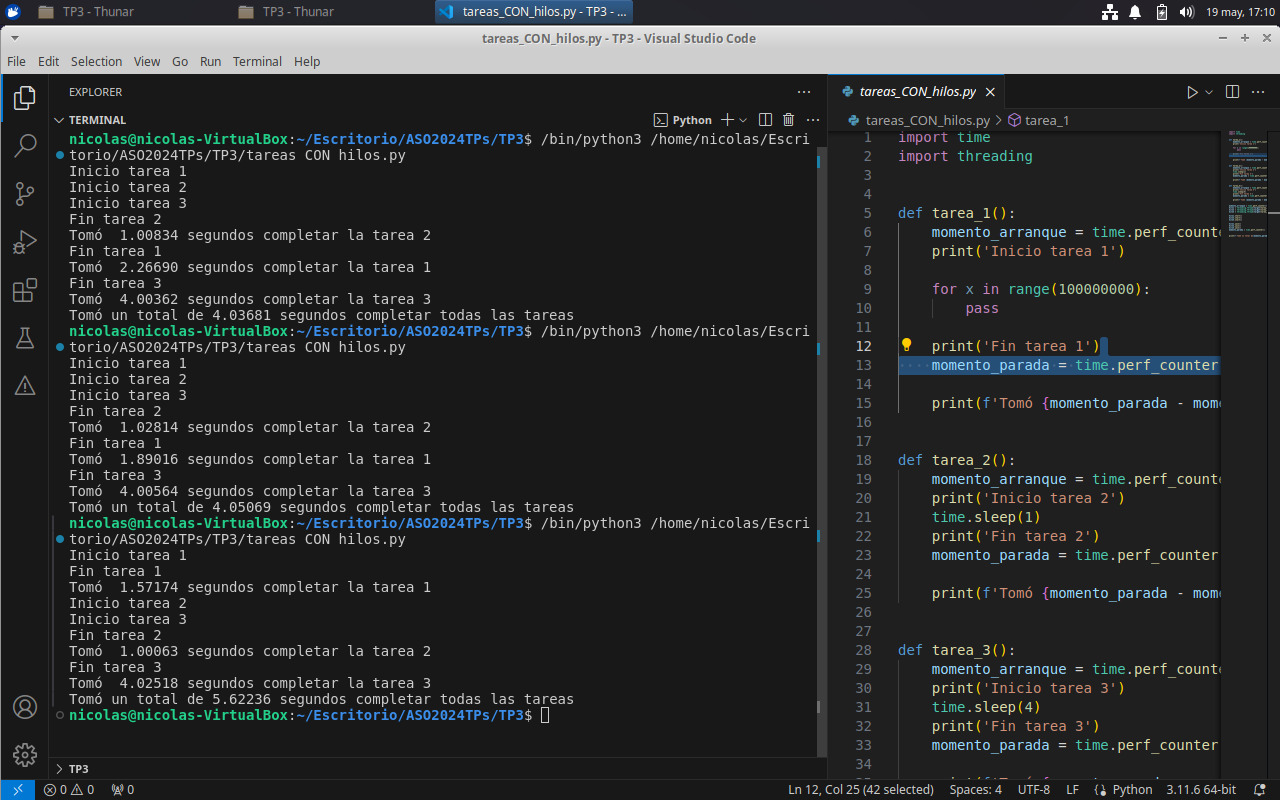 TP3 - Thunar
TP3 - Thunar
tareas_CON_hilos.py - TP3 - ...
19 may, 17:10
tareas_CON_hilos.py - TP3 - Visual Studio Code
File Edit Selection View Go Run Terminal Help
EXPLORER
TERMINAL
Python
nicolas@nicolas-VirtualBox:~/Escritorio/ASO2024TPs/TP3$ /bin/python3 /home/nicolas/Escri
torio/ASO2024TPs/TP3/tareas CON hilos.py
Inicio tarea 1
Inicio tarea 2
Inicio tarea 3
Fin tarea 2
Tomó  1.00834 segundos completar la tarea 2
Fin tarea 1
Tomó  2.26690 segundos completar la tarea 1
Fin tarea 3
Tomó  4.00362 segundos completar la tarea 3
Tomó un total de 4.03681 segundos completar todas las tareas
nicolas@nicolas-VirtualBox:~/Escritorio/ASO2024TPs/TP3$ /bin/python3 /home/nicolas/Escri
torio/ASO2024TPs/TP3/tareas CON hilos.py
Inicio tarea 1
Inicio tarea 2
Inicio tarea 3
Fin tarea 2
Tomó  1.02814 segundos completar la tarea 2
Fin tarea 1
Tomó  1.89016 segundos completar la tarea 1
Fin tarea 3
Tomó  4.00564 segundos completar la tarea 3
Tomó un total de 4.05069 segundos completar todas las tareas
nicolas@nicolas-VirtualBox:~/Escritorio/ASO2024TPs/TP3$ /bin/python3 /home/nicolas/Escri
torio/ASO2024TPs/TP3/tareas CON hilos.py
Inicio tarea 1
Fin tarea 1
Tomó  1.57174 segundos completar la tarea 1
Inicio tarea 2
Inicio tarea 3
Fin tarea 2
Tomó  1.00063 segundos completar la tarea 2
Fin tarea 3
Tomó  4.02518 segundos completar la tarea 3
Tomó un total de 5.62236 segundos completar todas las tareas
nicolas@nicolas-VirtualBox:~/Escritorio/ASO2024TPs/TP3$
TP3
tareas_CON_hilos.py
tareas_CON_hilos.py > tarea_1
1 import time
2 import threading
3
4
5 def tarea_1():
6     momento_arranque = time.perf_counte
7     print('Inicio tarea 1')
8
9     for x in range(100000000):
10         pass
11
12     print('Fin tarea 1')
13     momento_parada = time.perf_counter
14
15     print(f'Tomó {momento_parada - mome
16
17
18 def tarea_2():
19     momento_arranque = time.perf_counte
20     print('Inicio tarea 2')
21     time.sleep(1)
22     print('Fin tarea 2')
23     momento_parada = time.perf_counter
24
25     print(f'Tomó {momento_parada - mome
26
27
28 def tarea_3():
29     momento_arranque = time.perf_counte
30     print('Inicio tarea 3')
31     time.sleep(4)
32     print('Fin tarea 3')
33     momento_parada = time.perf_counter
34
0 0 0 Ln 12, Col 25 (42 selected) Spaces: 4 UTF-8 LF Python 3.11.6 64-bit